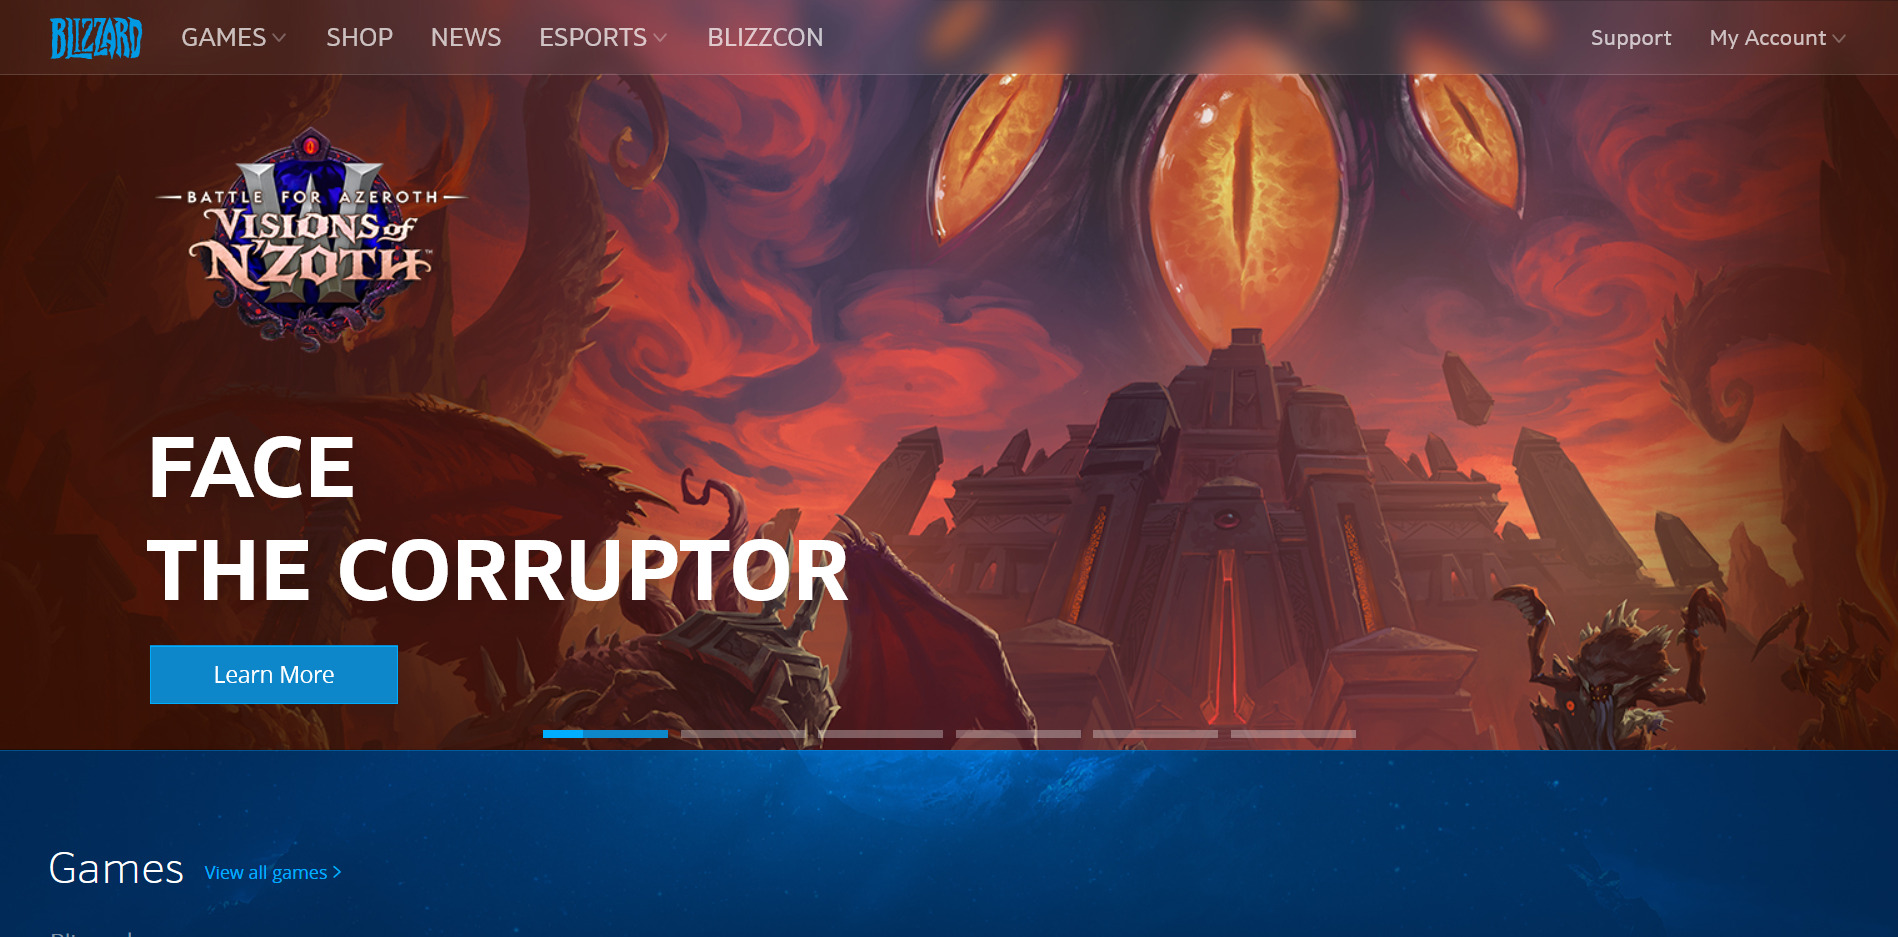 BLIZZARD GAMES SHOP NEWS ESPORTS BLIZZCON Support My Account
BATTLE FOR AZEROTH
VISIONS of
N'ZOTH™
FACE
THE CORRUPTOR
Learn More
Games View all games >